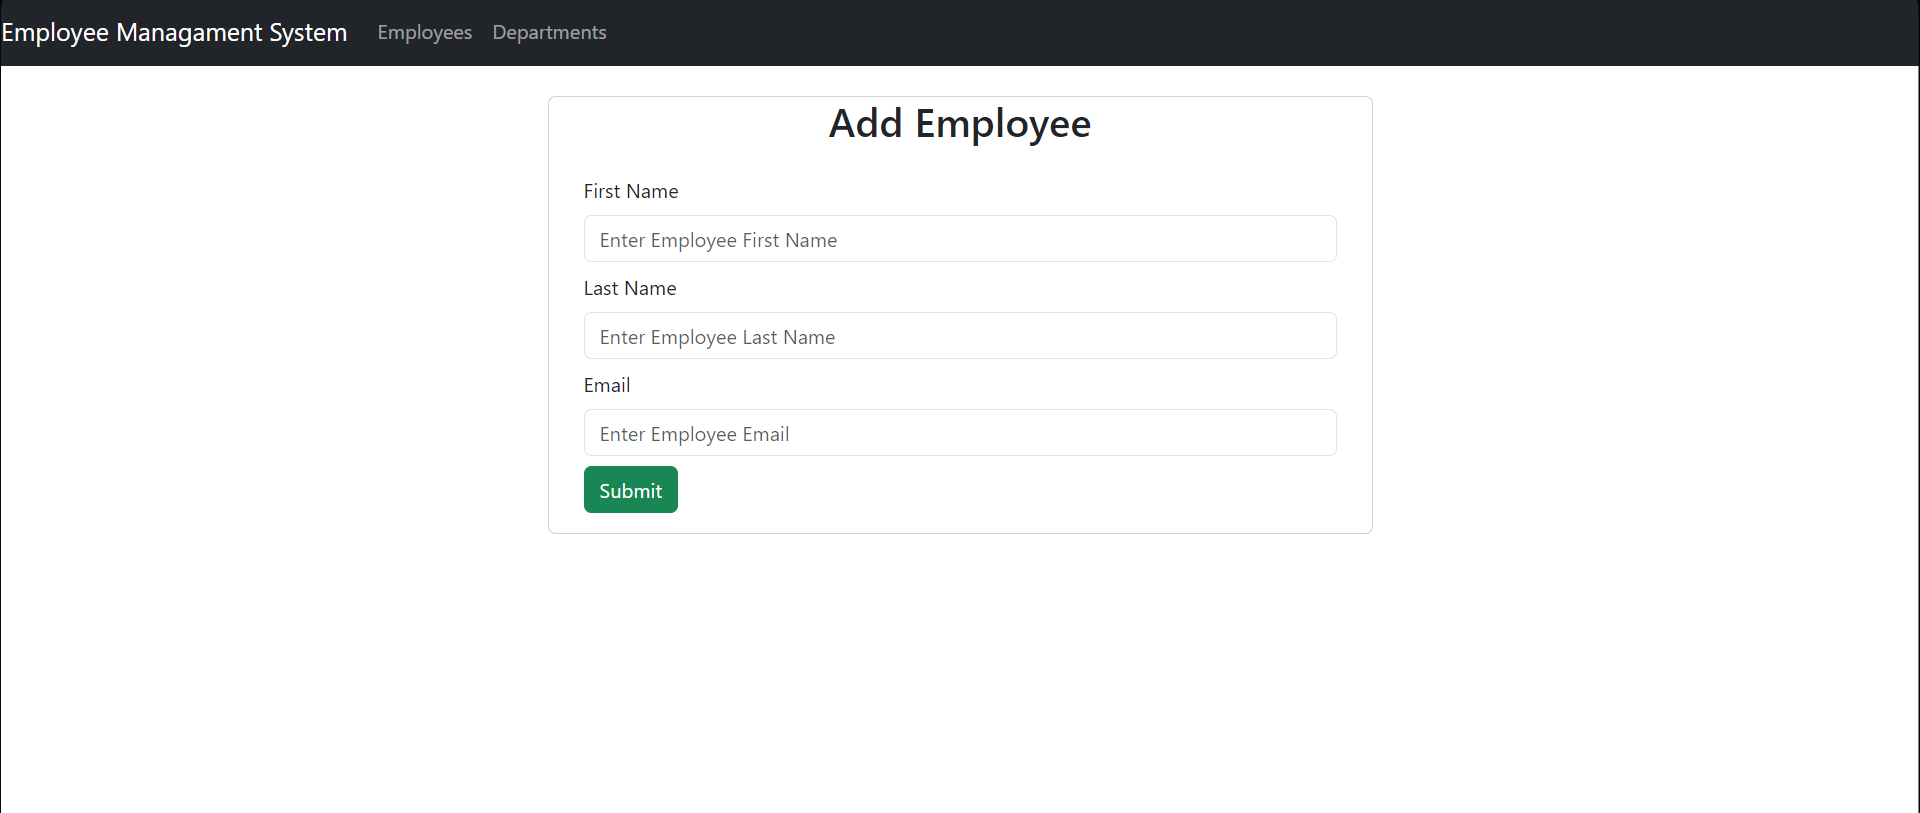 Employee Managament System Employees Departments
Add Employee
First Name
Enter Employee First Name
Last Name
Enter Employee Last Name
Email
Enter Employee Email
Submit